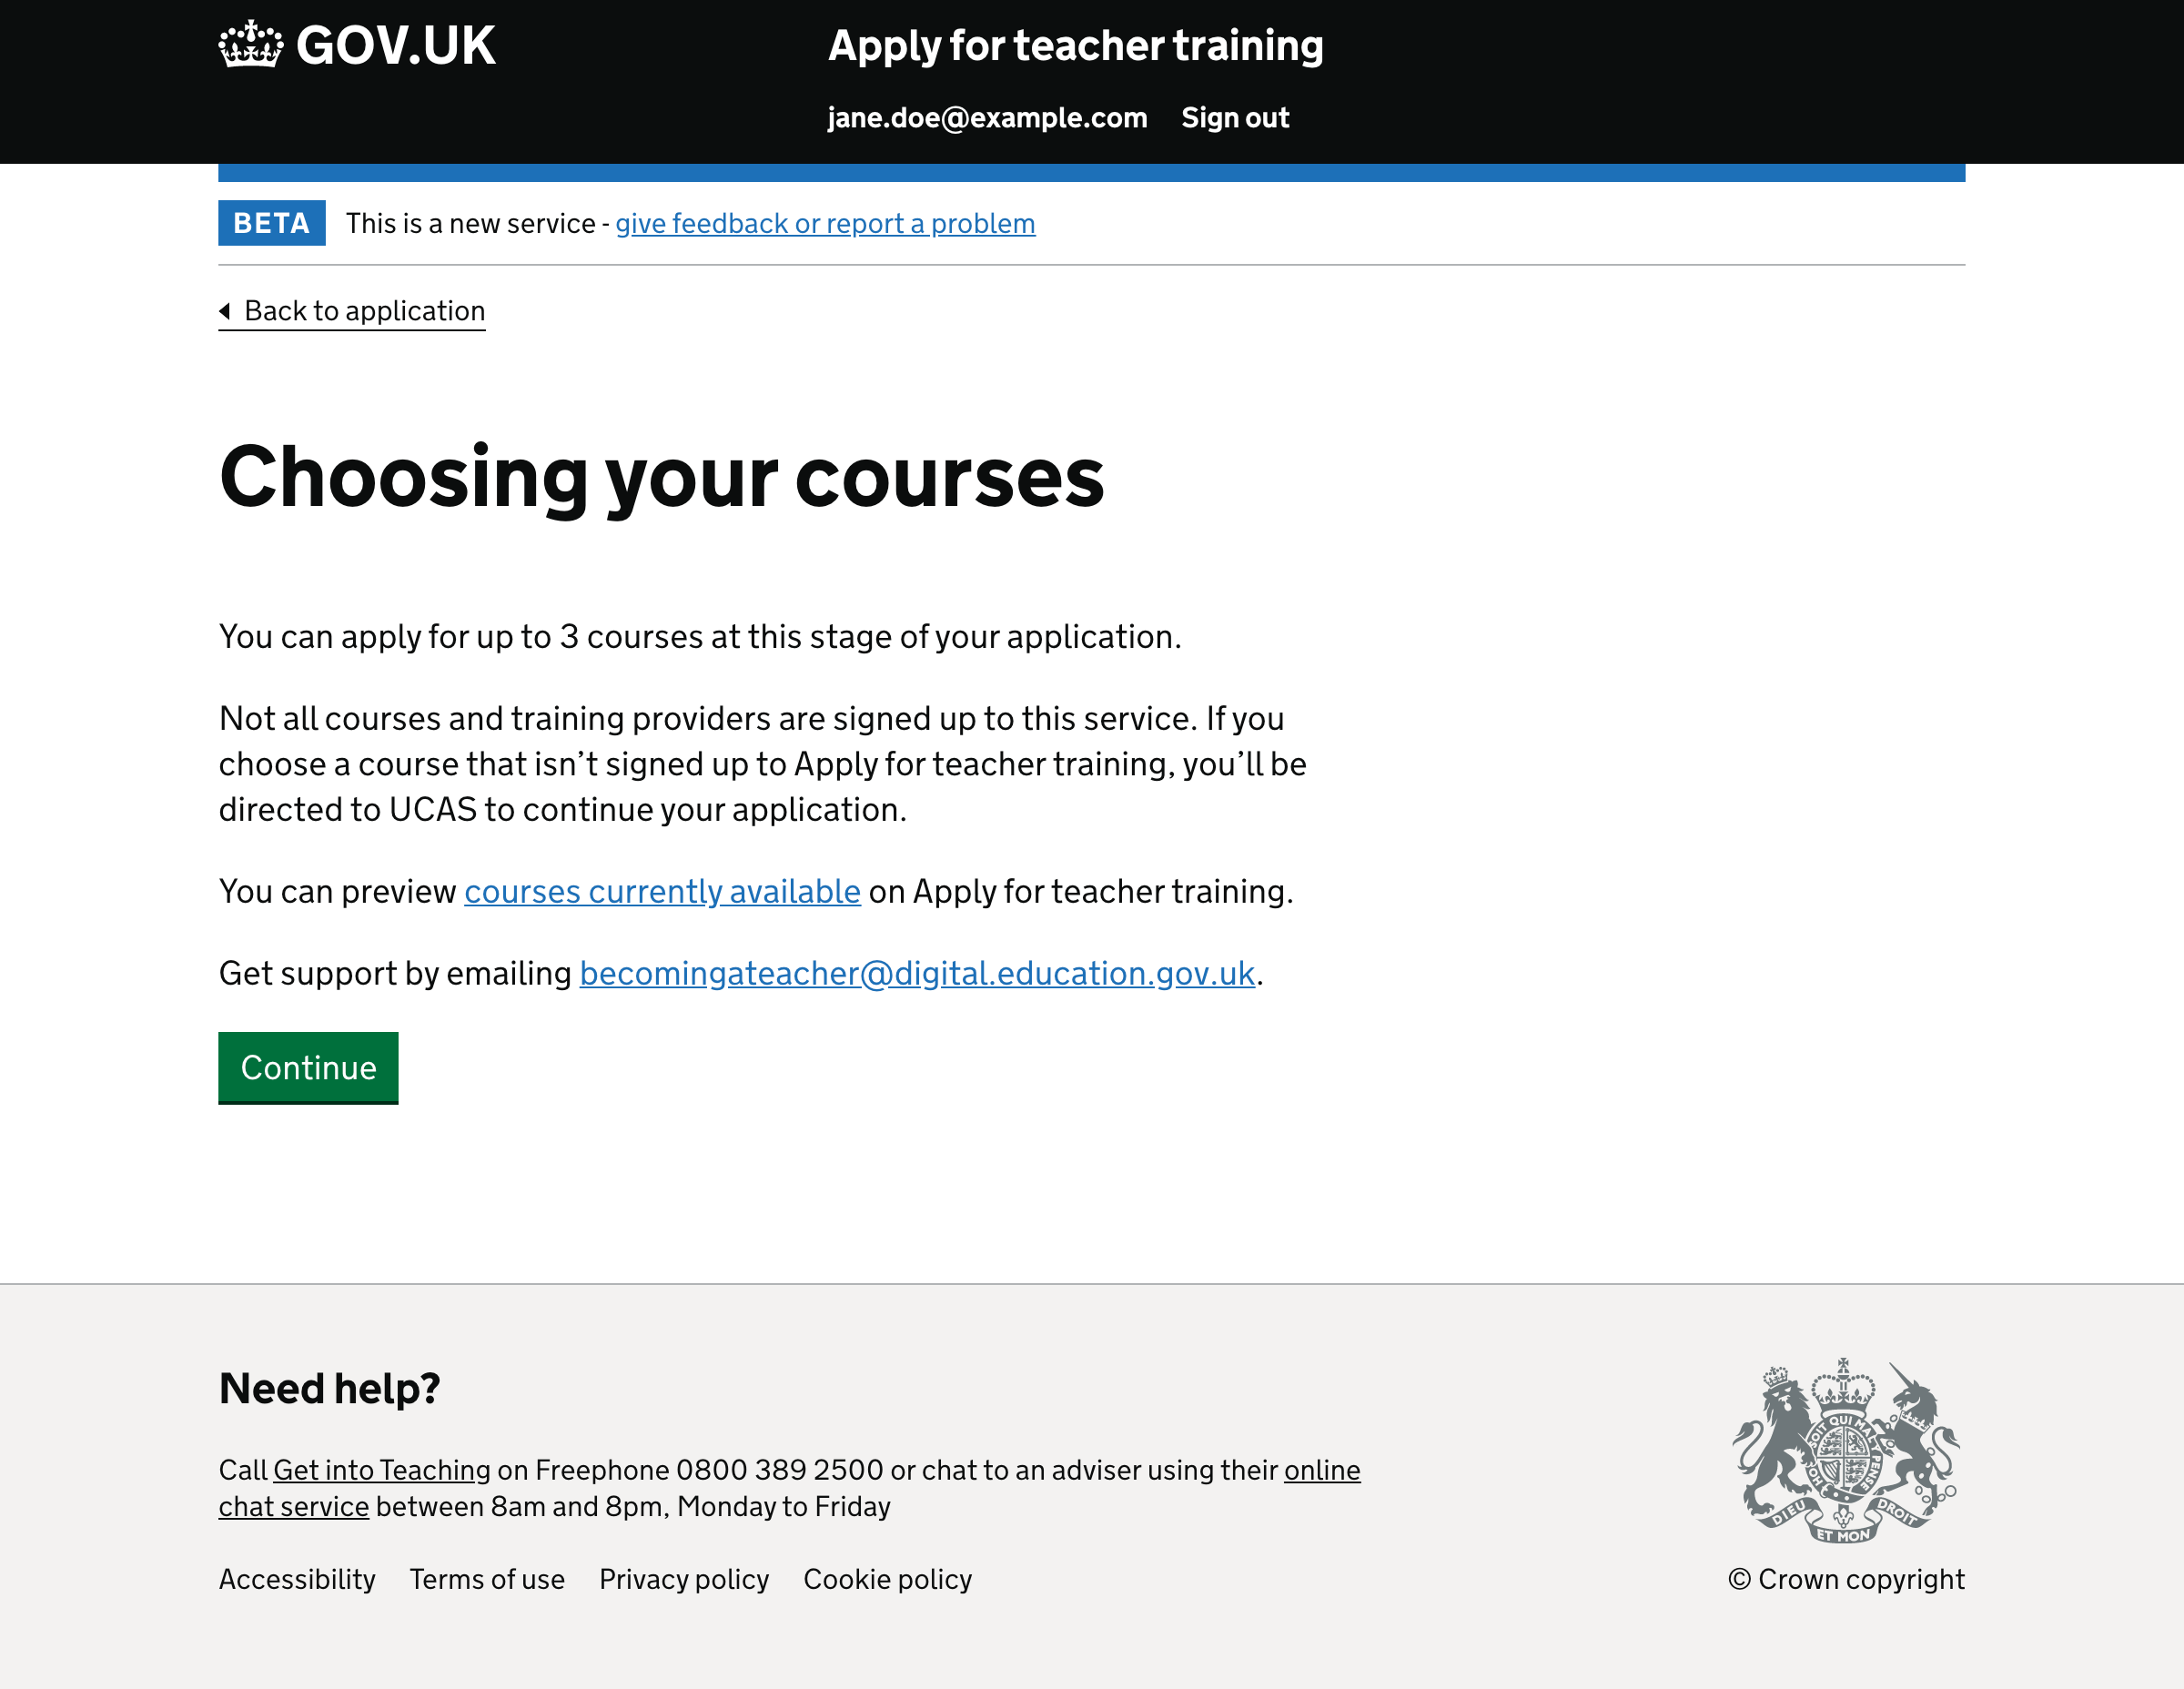 GOV.UK
Apply for teacher training
jane.doe@example.com Sign out
BETA This is a new service - give feedback or report a problem
Back to application
Choosing your courses
You can apply for up to 3 courses at this stage of your application.
Not all courses and training providers are signed up to this service. If you
choose a course that isn’t signed up to Apply for teacher training, you’ll be
directed to UCAS to continue your application.
You can preview courses currently available on Apply for teacher training.
Get support by emailing becomingateacher@digital.education.gov.uk.
Continue
Need help?
Call Get into Teaching on Freephone 0800 389 2500 or chat to an adviser using their online
chat service between 8am and 8pm, Monday to Friday
Accessibility Terms of use Privacy policy Cookie policy
SOIT QUI MAL
PENSE
HONI
DIEU ET MON DROIT
© Crown copyright